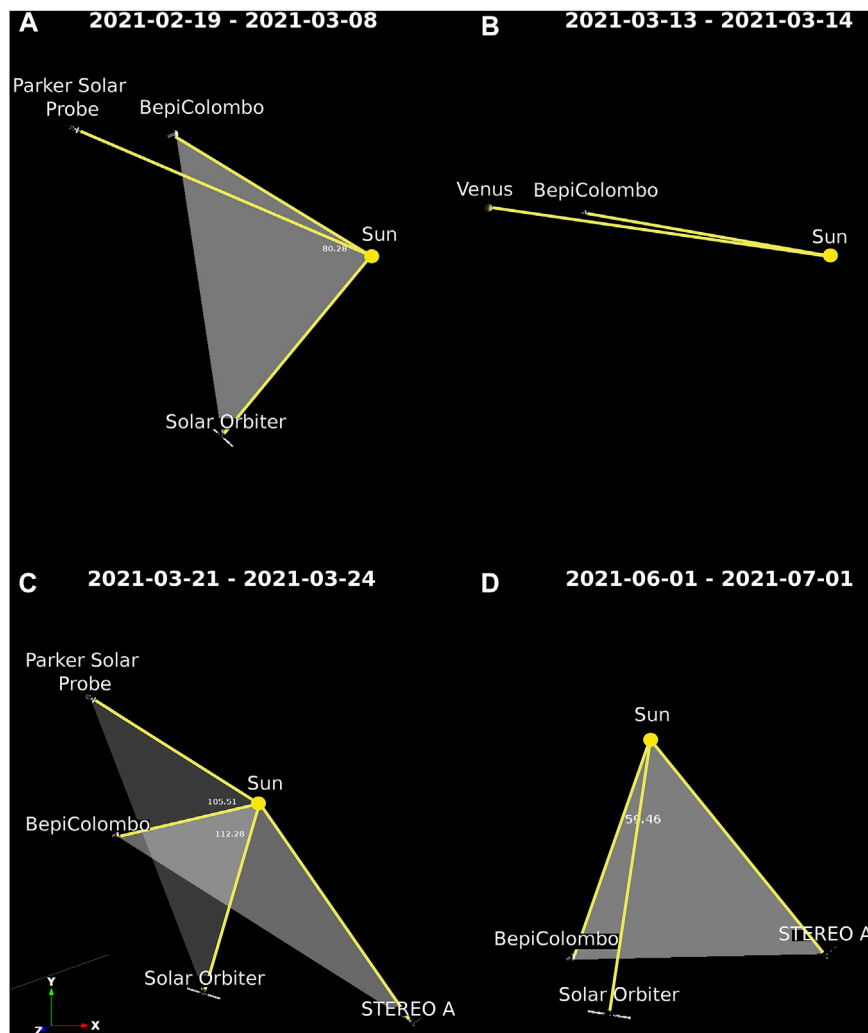 A 2021-02-19 - 2021-03-08
Parker Solar
Probe
BepiColombo
Sun
80.28
Solar Orbiter
B 2021-03-13 - 2021-03-14
Venus
BepiColombo
Sun
C 2021-03-21 - 2021-03-24
Parker Solar
Probe
Sun
105.51
BepiColombo
112.28
Solar Orbiter
STEREO A
Y
X
Z
D 2021-06-01 - 2021-07-01
Sun
59.46
BepiColombo
STEREO A
Solar Orbiter